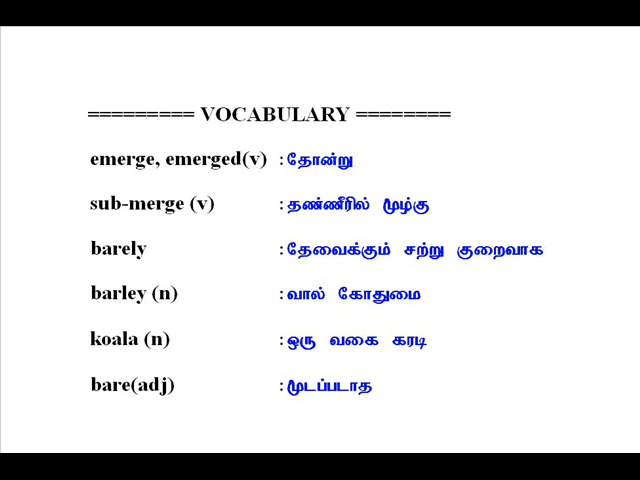 ========= VOCABULARY ========
emerge, emerged(v) : தோன்று
sub-merge (v) : தண்ணீரில் மூழ்கு
barely : தேவைக்கும் சற்று குறைவாக
barley (n) : வால் கோதுமை
koala (n) : ஒரு வகை கரடி
bare(adj) : மூடப்படாத